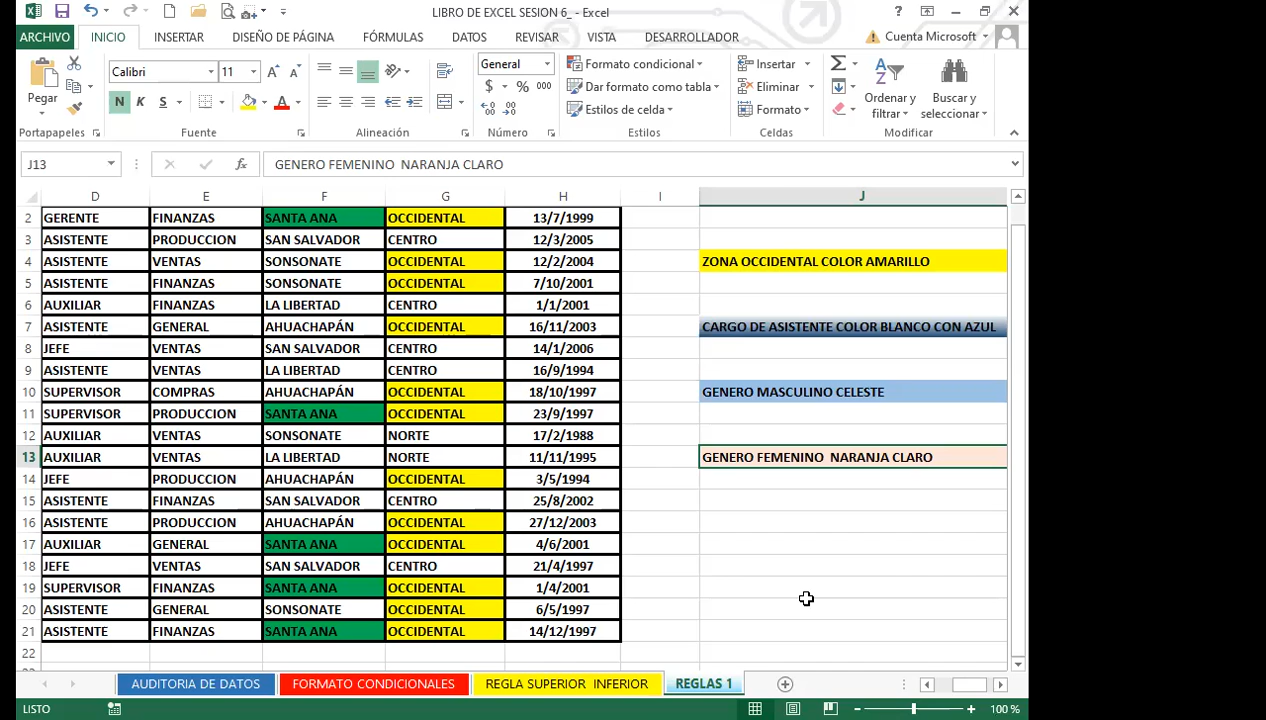 LIBRO DE EXCEL SESION 6_ - Excel
ARCHIVO INICIO INSERTAR DISEÑO DE PÁGINA FÓRMULAS DATOS REVISAR VISTA DESARROLLADOR Cuenta Microsoft
Calibri 11 General Formato condicional Insertar
Pegar N K S $ % 000 Dar formato como tabla Eliminar Ordenar y filtrar Buscar y seleccionar
Estilos de celda Formato
Portapapeles Fuente Alineación Número Estilos Celdas Modificar
J13 fx GENERO FEMENINO  NARANJA CLARO
D E F G H I J
2 GERENTE FINANZAS SANTA ANA OCCIDENTAL 13/7/1999
3 ASISTENTE PRODUCCION SAN SALVADOR CENTRO 12/3/2005
4 ASISTENTE VENTAS SONSONATE OCCIDENTAL 12/2/2004 ZONA OCCIDENTAL COLOR AMARILLO
5 ASISTENTE FINANZAS SONSONATE OCCIDENTAL 7/10/2001
6 AUXILIAR FINANZAS LA LIBERTAD CENTRO 1/1/2001
7 ASISTENTE GENERAL AHUACHAPÁN OCCIDENTAL 16/11/2003 CARGO DE ASISTENTE COLOR BLANCO CON AZUL
8 JEFE VENTAS SAN SALVADOR CENTRO 14/1/2006
9 ASISTENTE VENTAS LA LIBERTAD CENTRO 16/9/1994
10 SUPERVISOR COMPRAS AHUACHAPÁN OCCIDENTAL 18/10/1997 GENERO MASCULINO CELESTE
11 SUPERVISOR PRODUCCION SANTA ANA OCCIDENTAL 23/9/1997
12 AUXILIAR VENTAS SONSONATE NORTE 17/2/1988
13 AUXILIAR VENTAS LA LIBERTAD NORTE 11/11/1995 GENERO FEMENINO  NARANJA CLARO
14 JEFE PRODUCCION AHUACHAPÁN OCCIDENTAL 3/5/1994
15 ASISTENTE FINANZAS SAN SALVADOR CENTRO 25/8/2002
16 ASISTENTE PRODUCCION AHUACHAPÁN OCCIDENTAL 27/12/2003
17 AUXILIAR GENERAL SANTA ANA OCCIDENTAL 4/6/2001
18 JEFE VENTAS SAN SALVADOR CENTRO 21/4/1997
19 SUPERVISOR FINANZAS SANTA ANA OCCIDENTAL 1/4/2001
20 ASISTENTE GENERAL SONSONATE OCCIDENTAL 6/5/1997
21 ASISTENTE FINANZAS SANTA ANA OCCIDENTAL 14/12/1997
22
AUDITORIA DE DATOS FORMATO CONDICIONALES REGLA SUPERIOR  INFERIOR REGLAS 1
LISTO 100 %